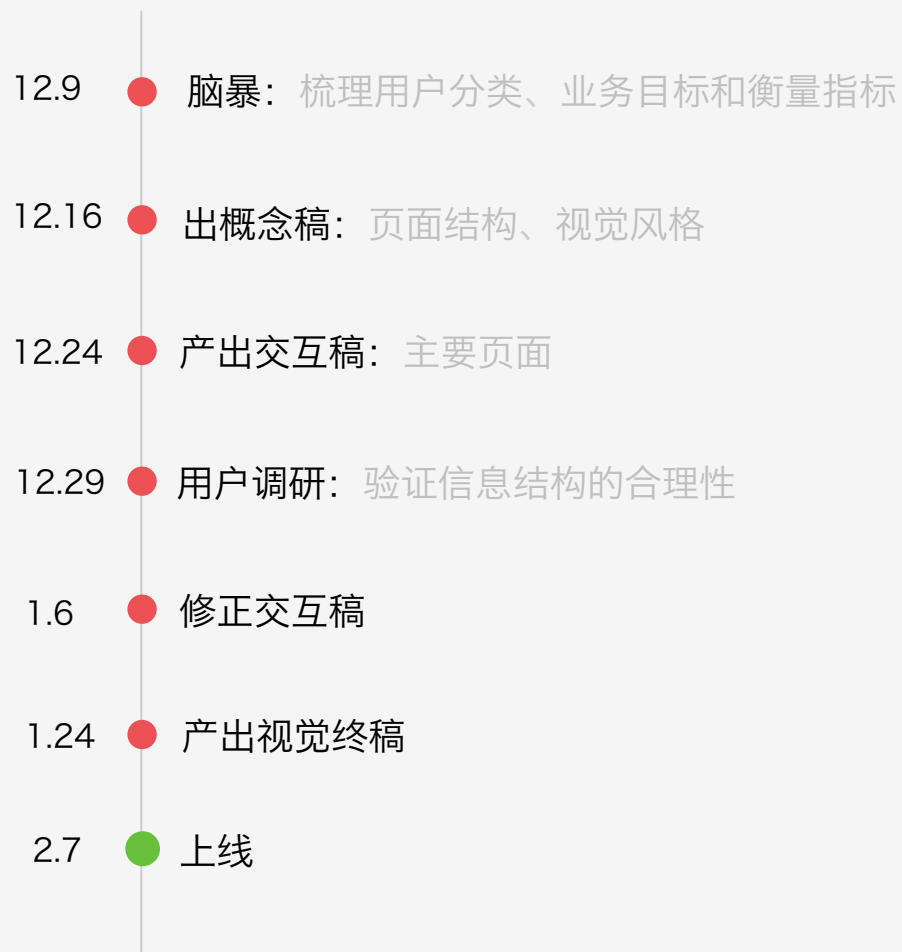 12.9 脑暴：梳理用户分类、业务目标和衡量指标
12.16 出概念稿：页面结构、视觉风格
12.24 产出交互稿：主要页面
12.29 用户调研：验证信息结构的合理性
1.6 修正交互稿
1.24 产出视觉终稿
2.7 上线